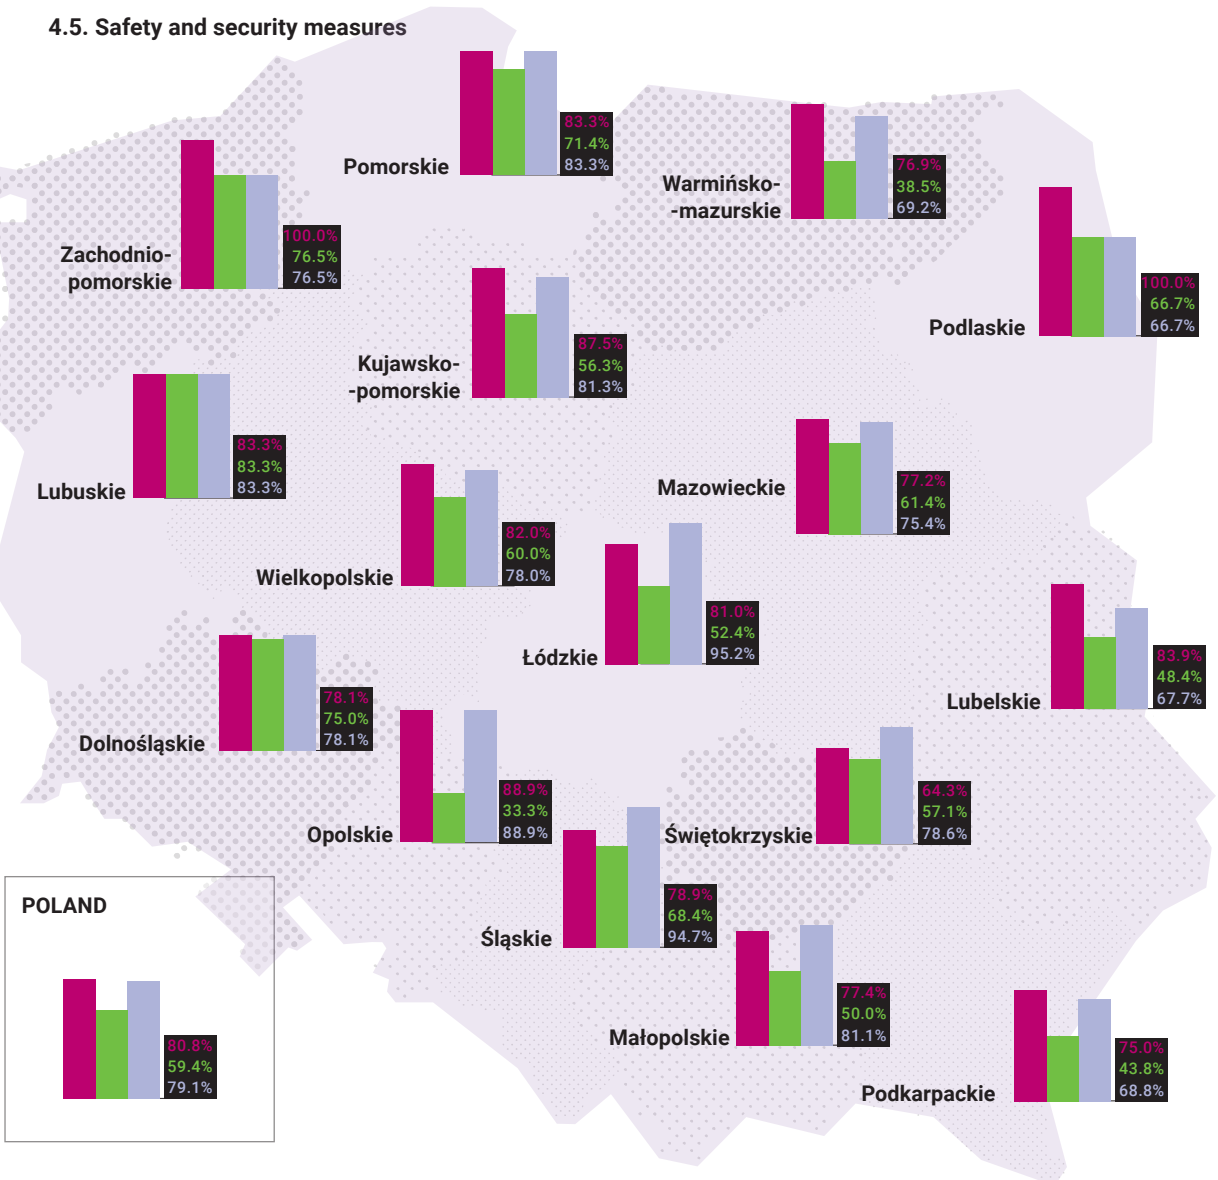 4.5. Safety and security measures
Pomorskie
83.3%
71.4%
83.3%
Warmińsko-
-mazurskie
76.9%
38.5%
69.2%
Zachodnio-
pomorskie
100.0%
76.5%
76.5%
Podlaskie
100.0%
66.7%
66.7%
Kujawsko-
-pomorskie
87.5%
56.3%
81.3%
Lubuskie
83.3%
83.3%
83.3%
Mazowieckie
77.2%
61.4%
75.4%
Wielkopolskie
82.0%
60.0%
78.0%
Łódzkie
81.0%
52.4%
95.2%
Lubelskie
83.9%
48.4%
67.7%
Dolnośląskie
78.1%
75.0%
78.1%
Opolskie
88.9%
33.3%
88.9%
Świętokrzyskie
64.3%
57.1%
78.6%
Śląskie
78.9%
68.4%
94.7%
POLAND
80.8%
59.4%
79.1%
Małopolskie
77.4%
50.0%
81.1%
Podkarpackie
75.0%
43.8%
68.8%